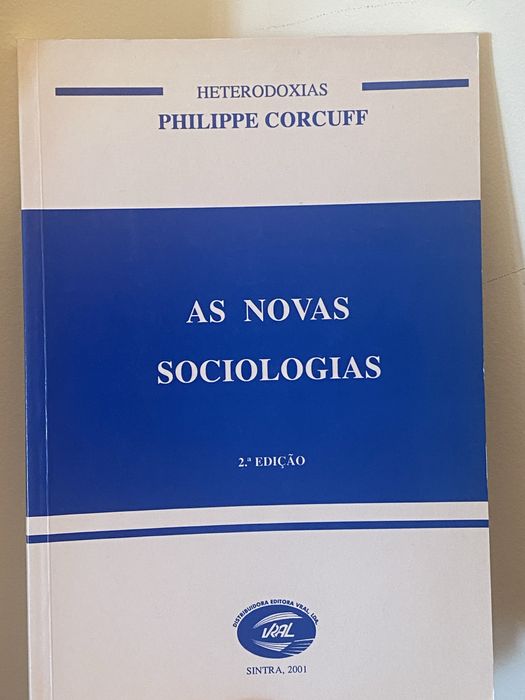 HETERODOXIAS
PHILIPPE CORCUFF
AS NOVAS
SOCIOLOGIAS
2.ª EDIÇÃO
DISTRIBUIDORA EDITORA VRAL, LDA.
VRAL
SINTRA, 2001